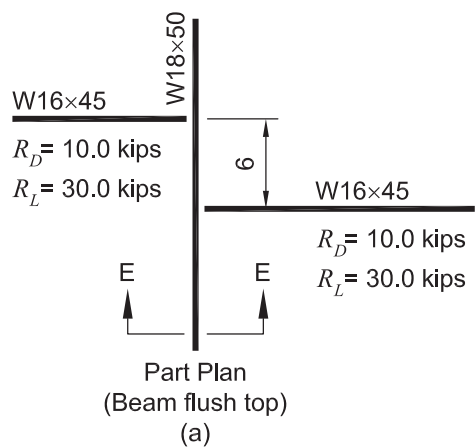 W18×50
W16×45
R_D= 10.0 kips
R_L= 30.0 kips
6
W16×45
R_D= 10.0 kips
R_L= 30.0 kips
E E
Part Plan
(Beam flush top)
(a)